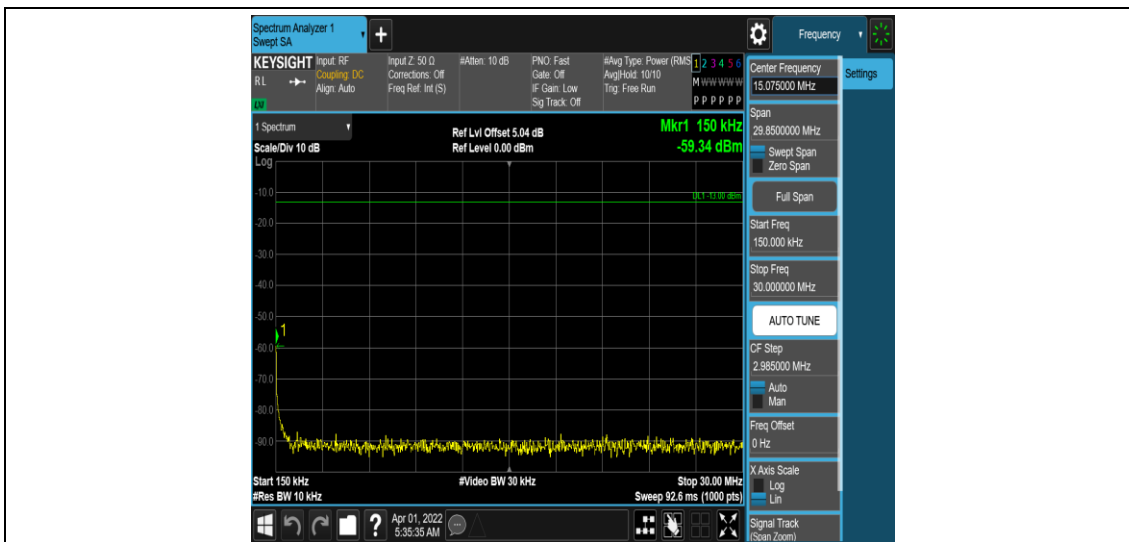 Spectrum Analyzer 1
Swept SA
Frequency
KEYSIGHT
RL
LXI
Input: RF
Coupling: DC
Align: Auto
Input Z: 50 Ω
Corrections: Off
Freq Ref: Int (S)
#Atten: 10 dB
PNO: Fast
Gate: Off
IF Gain: Low
Sig Track: Off
#Avg Type: Power (RMS
Avg|Hold: 10/10
Trig: Free Run
1 2 3 4 5 6
M W W W W W
P P P P P P
1 Spectrum
Scale/Div 10 dB
Log
Ref Lvl Offset 5.04 dB
Ref Level 0.00 dBm
Mkr1 150 kHz
-59.34 dBm
DL1 -13.00 dBm
-10.0
-20.0
-30.0
-40.0
-50.0
1
-60.0
-70.0
-80.0
-90.0
Start 150 kHz
#Res BW 10 kHz
#Video BW 30 kHz
Stop 30.00 MHz
Sweep 92.6 ms (1000 pts)
Center Frequency
15.075000 MHz
Settings
Span
29.8500000 MHz
Swept Span
Zero Span
Full Span
Start Freq
150.000 kHz
Stop Freq
30.000000 MHz
AUTO TUNE
CF Step
2.985000 MHz
Auto
Man
Freq Offset
0 Hz
X Axis Scale
Log
Lin
Signal Track
(Span Zoom)
?
Apr 01, 2022
5:35:35 AM